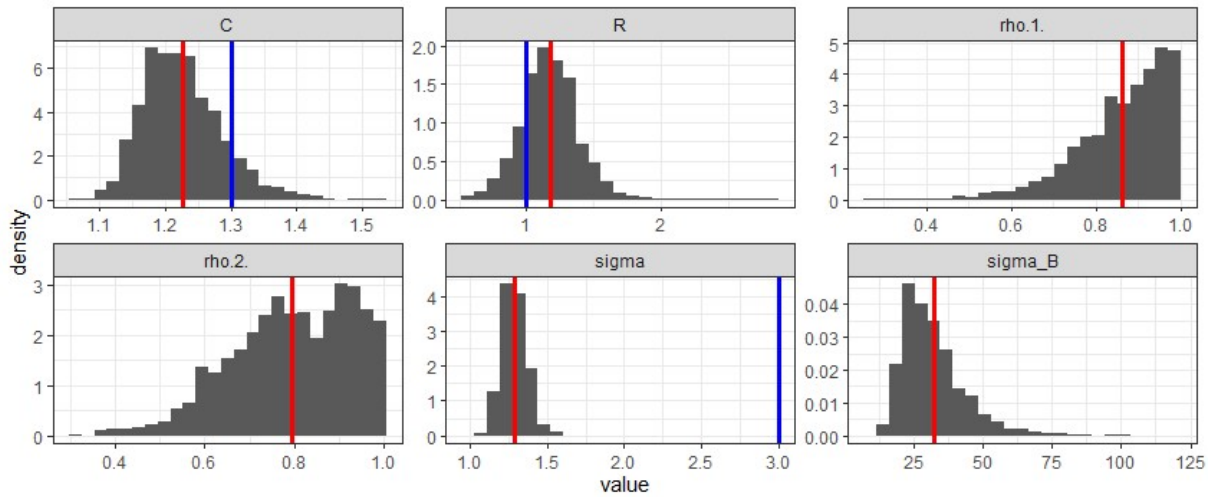 C R rho.1.
6 2.0 5
4 1.5 4
2 1.0 3
0 0.5 2
0.0 1
0
1.1 1.2 1.3 1.4 1.5 1 2 0.4 0.6 0.8 1.0
density
rho.2. sigma sigma_B
3 4 0.04
2 3 0.03
1 2 0.02
0 1 0.01
0 0.00
0.4 0.6 0.8 1.0 1.0 1.5 2.0 2.5 3.0 25 50 75 100 125
value